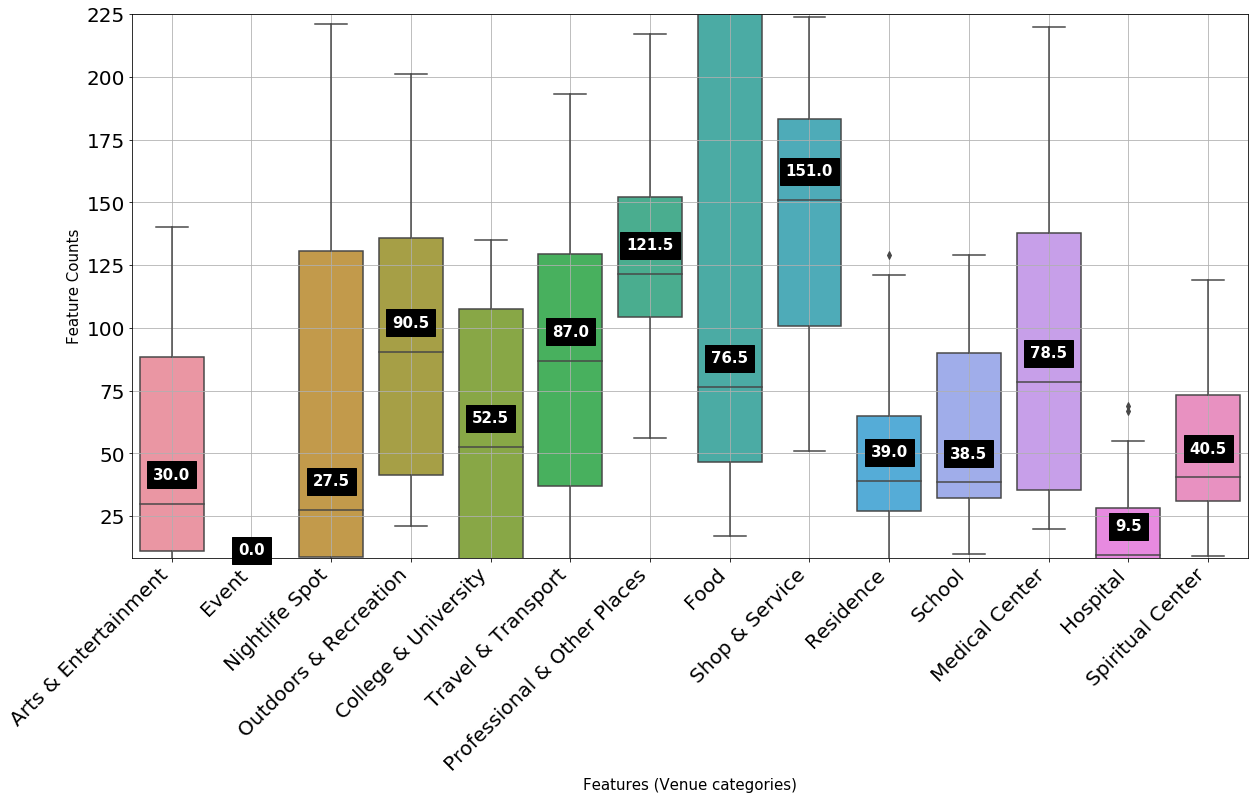 225
200
175
150
125
100
75
50
25
Feature Counts
30.0
0.0
27.5
90.5
52.5
87.0
121.5
76.5
151.0
39.0
38.5
78.5
9.5
40.5
Arts & Entertainment
Event
Nightlife Spot
Outdoors & Recreation
College & University
Travel & Transport
Professional & Other Places
Food
Shop & Service
Residence
School
Medical Center
Hospital
Spiritual Center
Features (Venue categories)